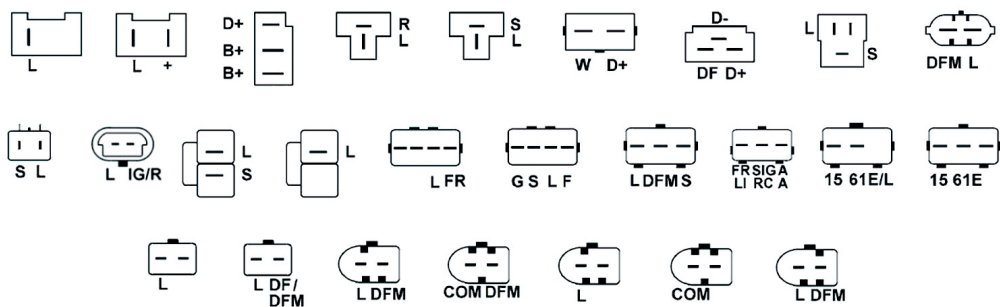 L
L +
D+
B+
B+
R
L
S
L
W D+
D-
DF D+
L
S
DFM L
S L
L IG/R
L
S
L
L FR
G S L F
L DFM S
FR SIG A
LI RC A
15 61E/L
15 61E
L
L DF/
DFM
L DFM
COM DFM
L
COM
L DFM